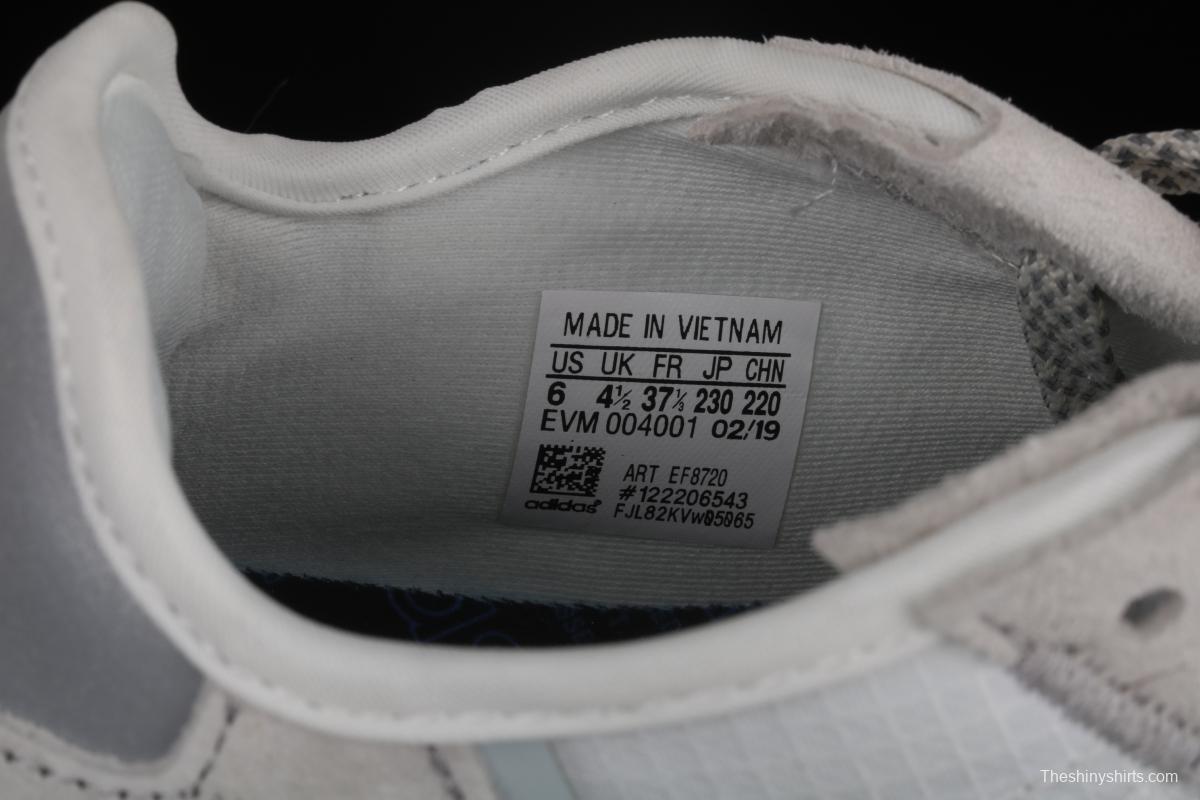 MADE IN VIETNAM
US UK FR JP CHN
6 4½ 37⅓ 230 220
EVM 004001 02/19
ART EF8720
#122206543
FJL82KVw05065
adidas
Theshinyshirts.com